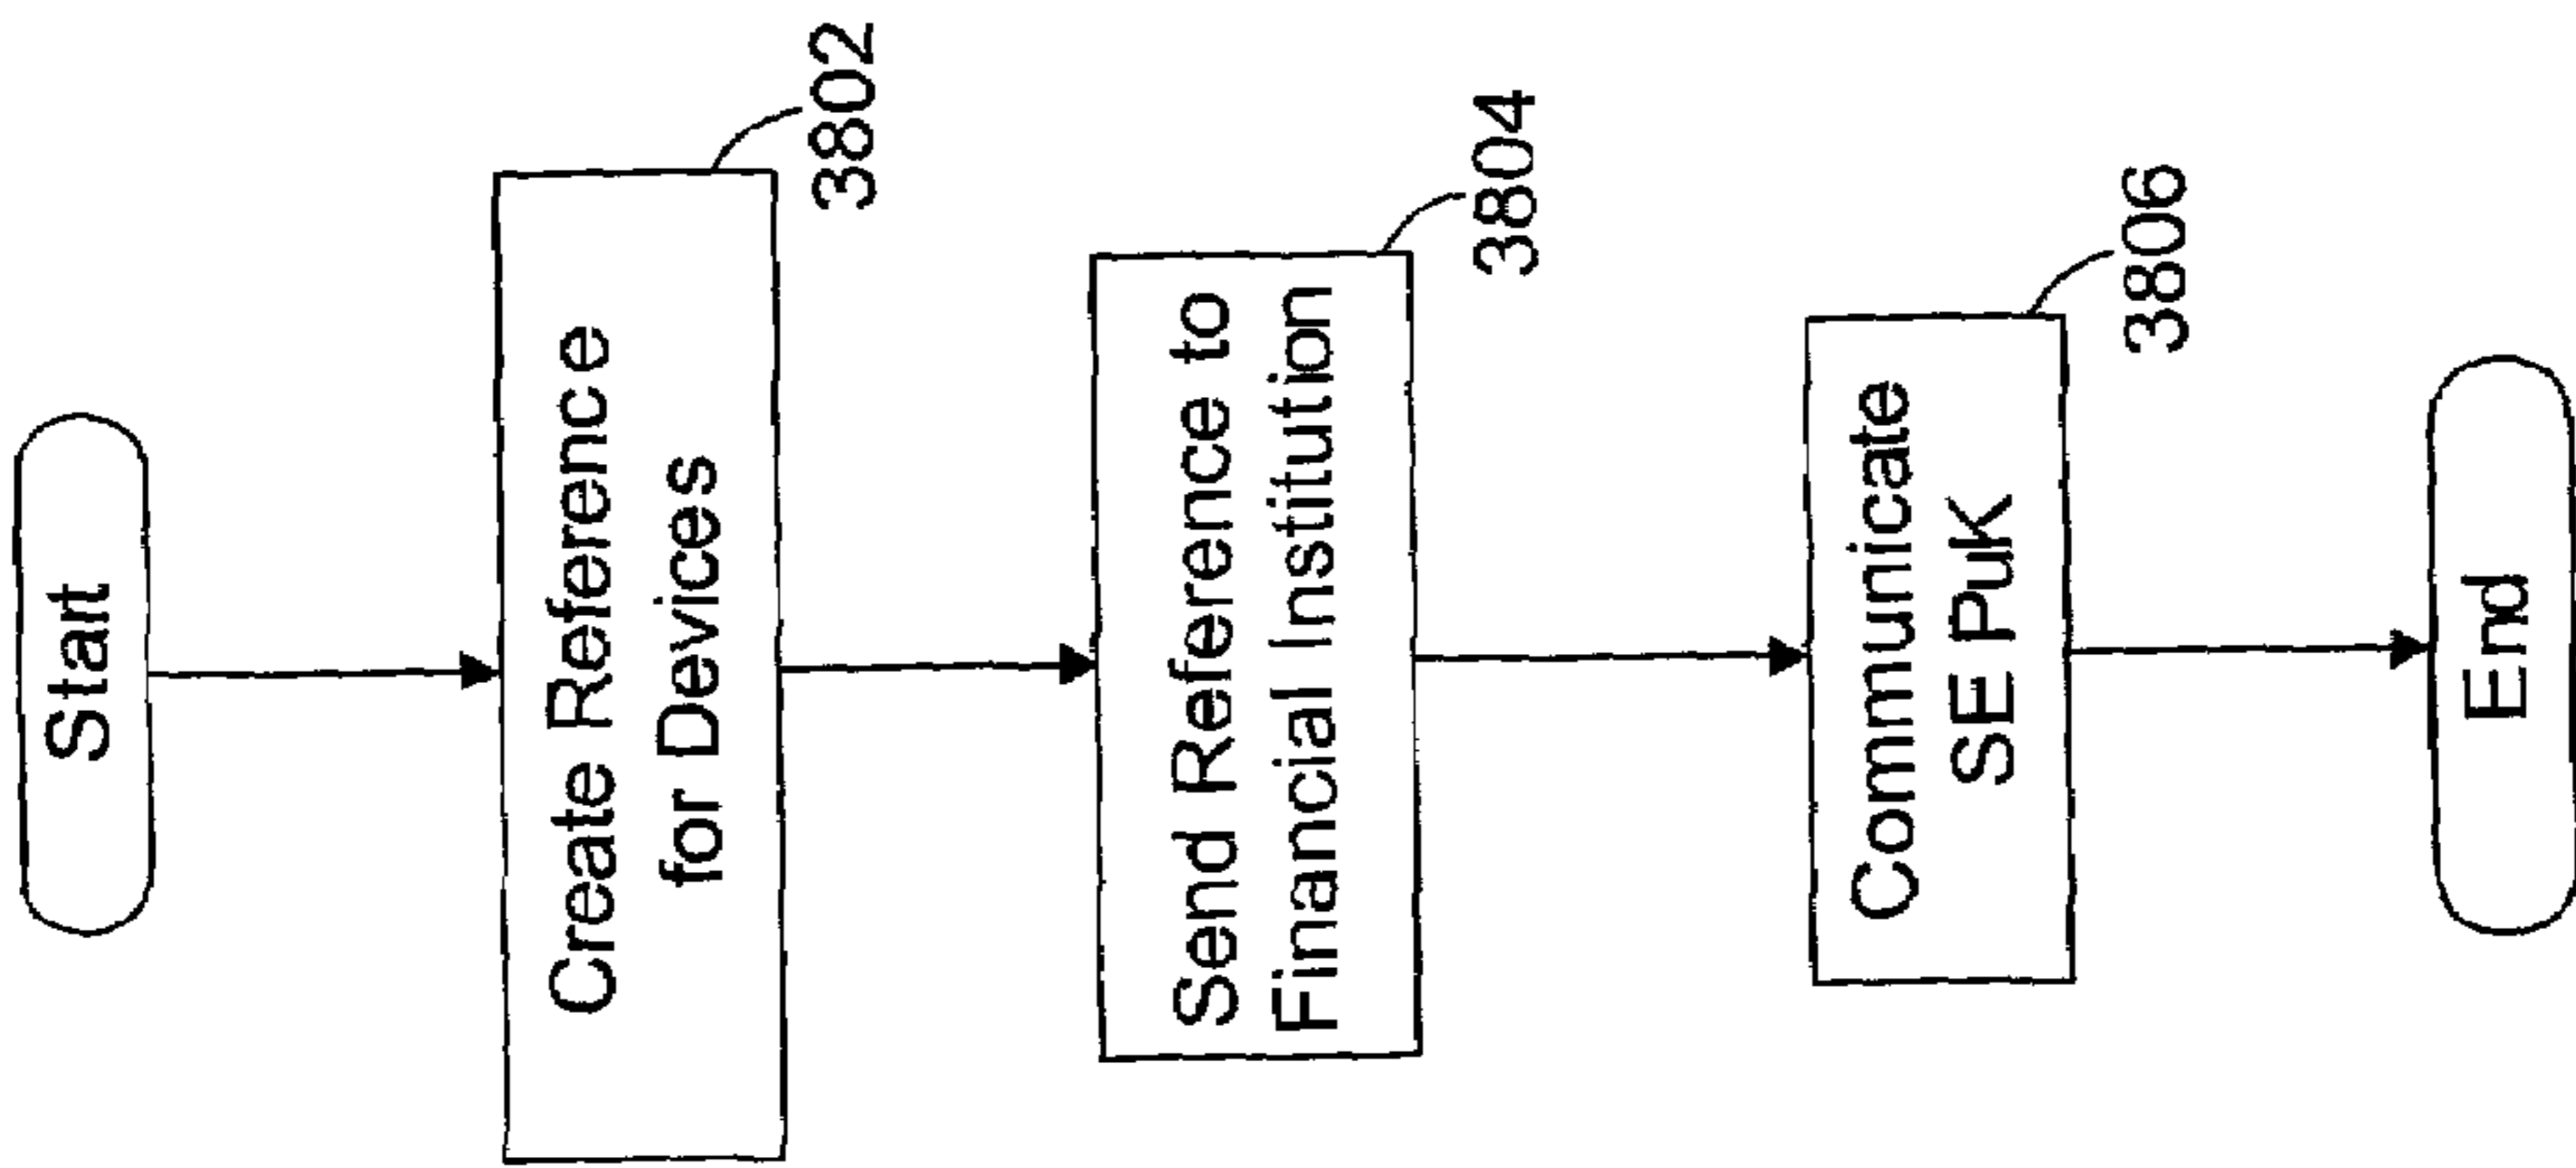 Start
Create Reference
for Devices
3802
Send Reference to
Financial Institution
3804
Communicate
SE PuK
3806
End